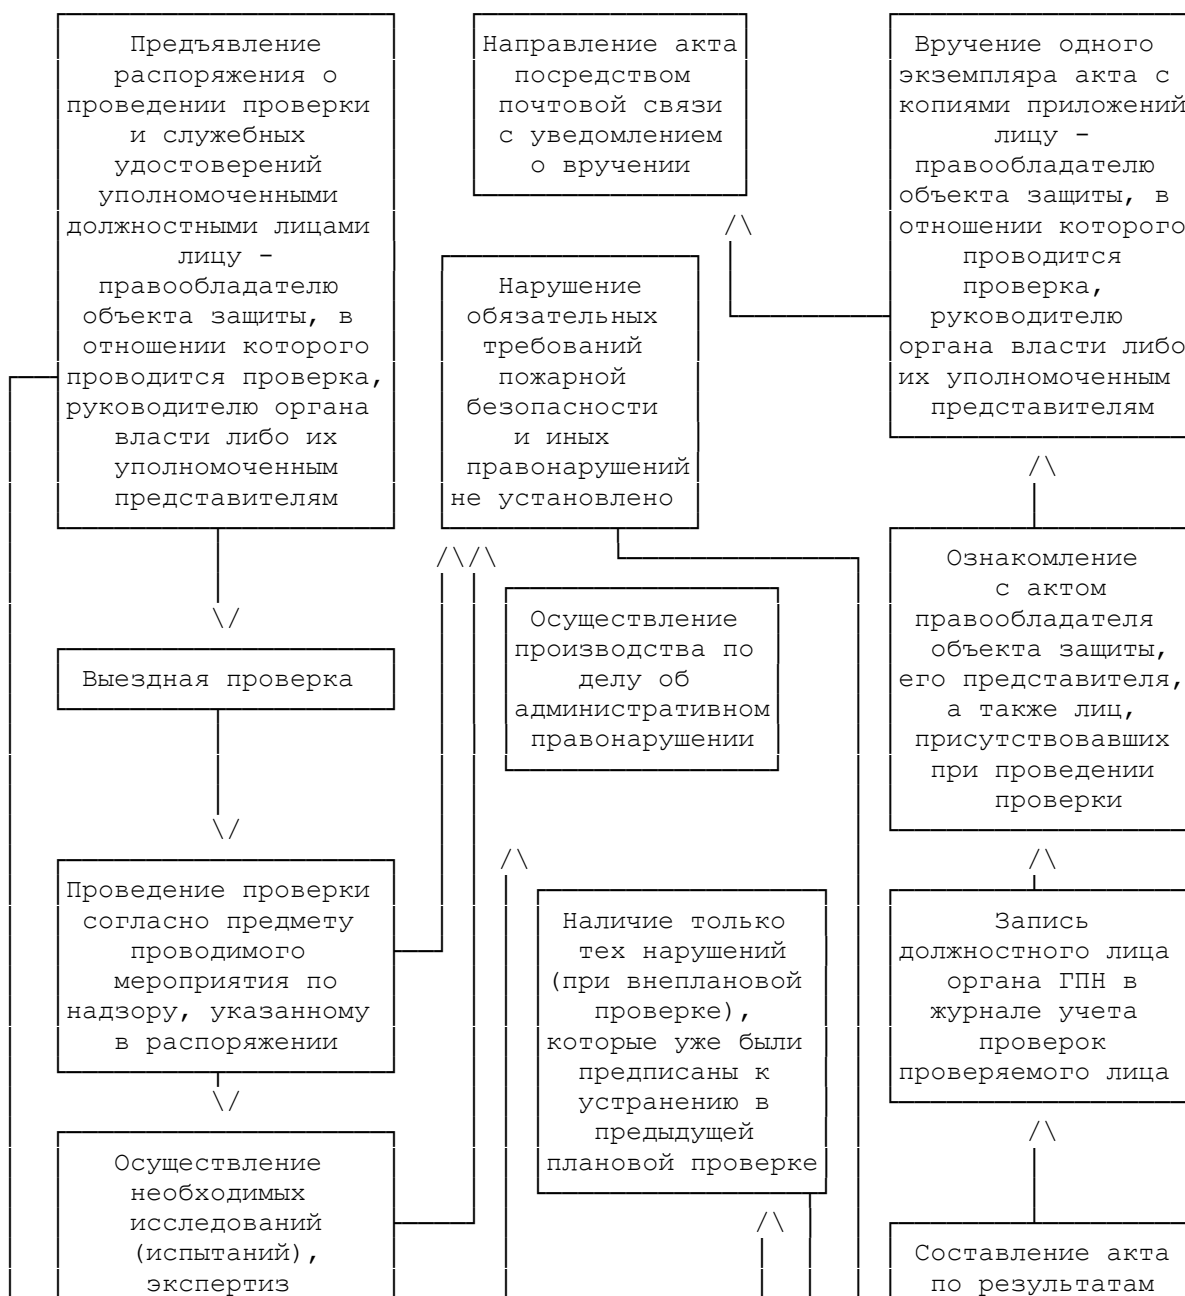 Предъявление
распоряжения о
проведении проверки
и служебных
удостоверений
уполномоченными
должностными лицами
лицу -
правообладателю
объекта защиты, в
отношении которого
проводится проверка,
руководителю органа
власти либо их
уполномоченным
представителям
Направление акта
посредством
почтовой связи
с уведомлением
о вручении
Вручение одного
экземпляра акта с
копиями приложений
лицу -
правообладателю
объекта защиты, в
отношении которого
проводится
проверка,
руководителю
органа власти либо
их уполномоченным
представителям
Нарушение
обязательных
требований
пожарной
безопасности
и иных
правонарушений
не установлено
Ознакомление
с актом
правообладателя
объекта защиты,
его представителя,
а также лиц,
присутствовавших
при проведении
проверки
Осуществление
производства по
делу об
административном
правонарушении
Выездная проверка
Проведение проверки
согласно предмету
проводимого
мероприятия по
надзору, указанному
в распоряжении
Наличие только
тех нарушений
(при внеплановой
проверке),
которые уже были
предписаны к
устранению в
предыдущей
плановой проверке
Запись
должностного лица
органа ГПН в
журнале учета
проверок
проверяемого лица
Осуществление
необходимых
исследований
(испытаний),
экспертиз
Составление акта
по результатам